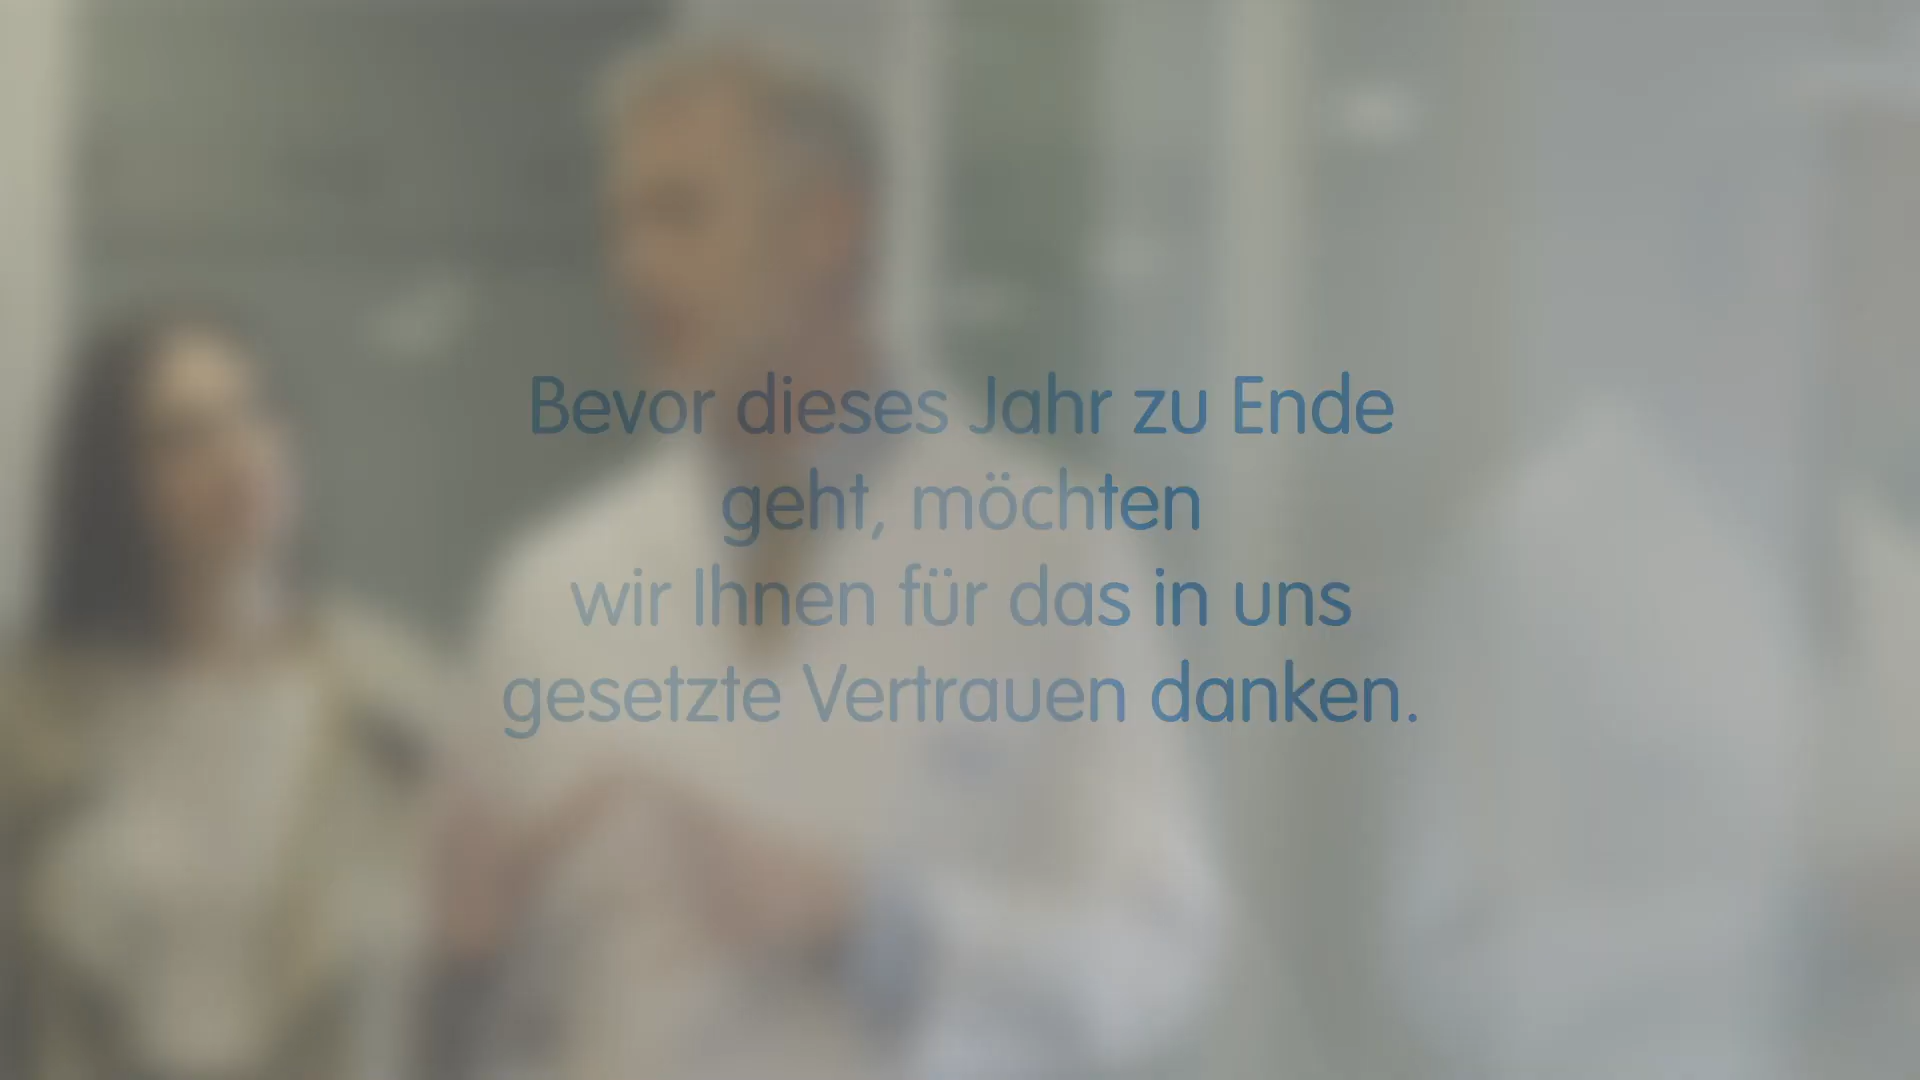 Bevor dieses Jahr zu Ende
geht, möchten
wir Ihnen für das in uns
gesetzte Vertrauen danken.